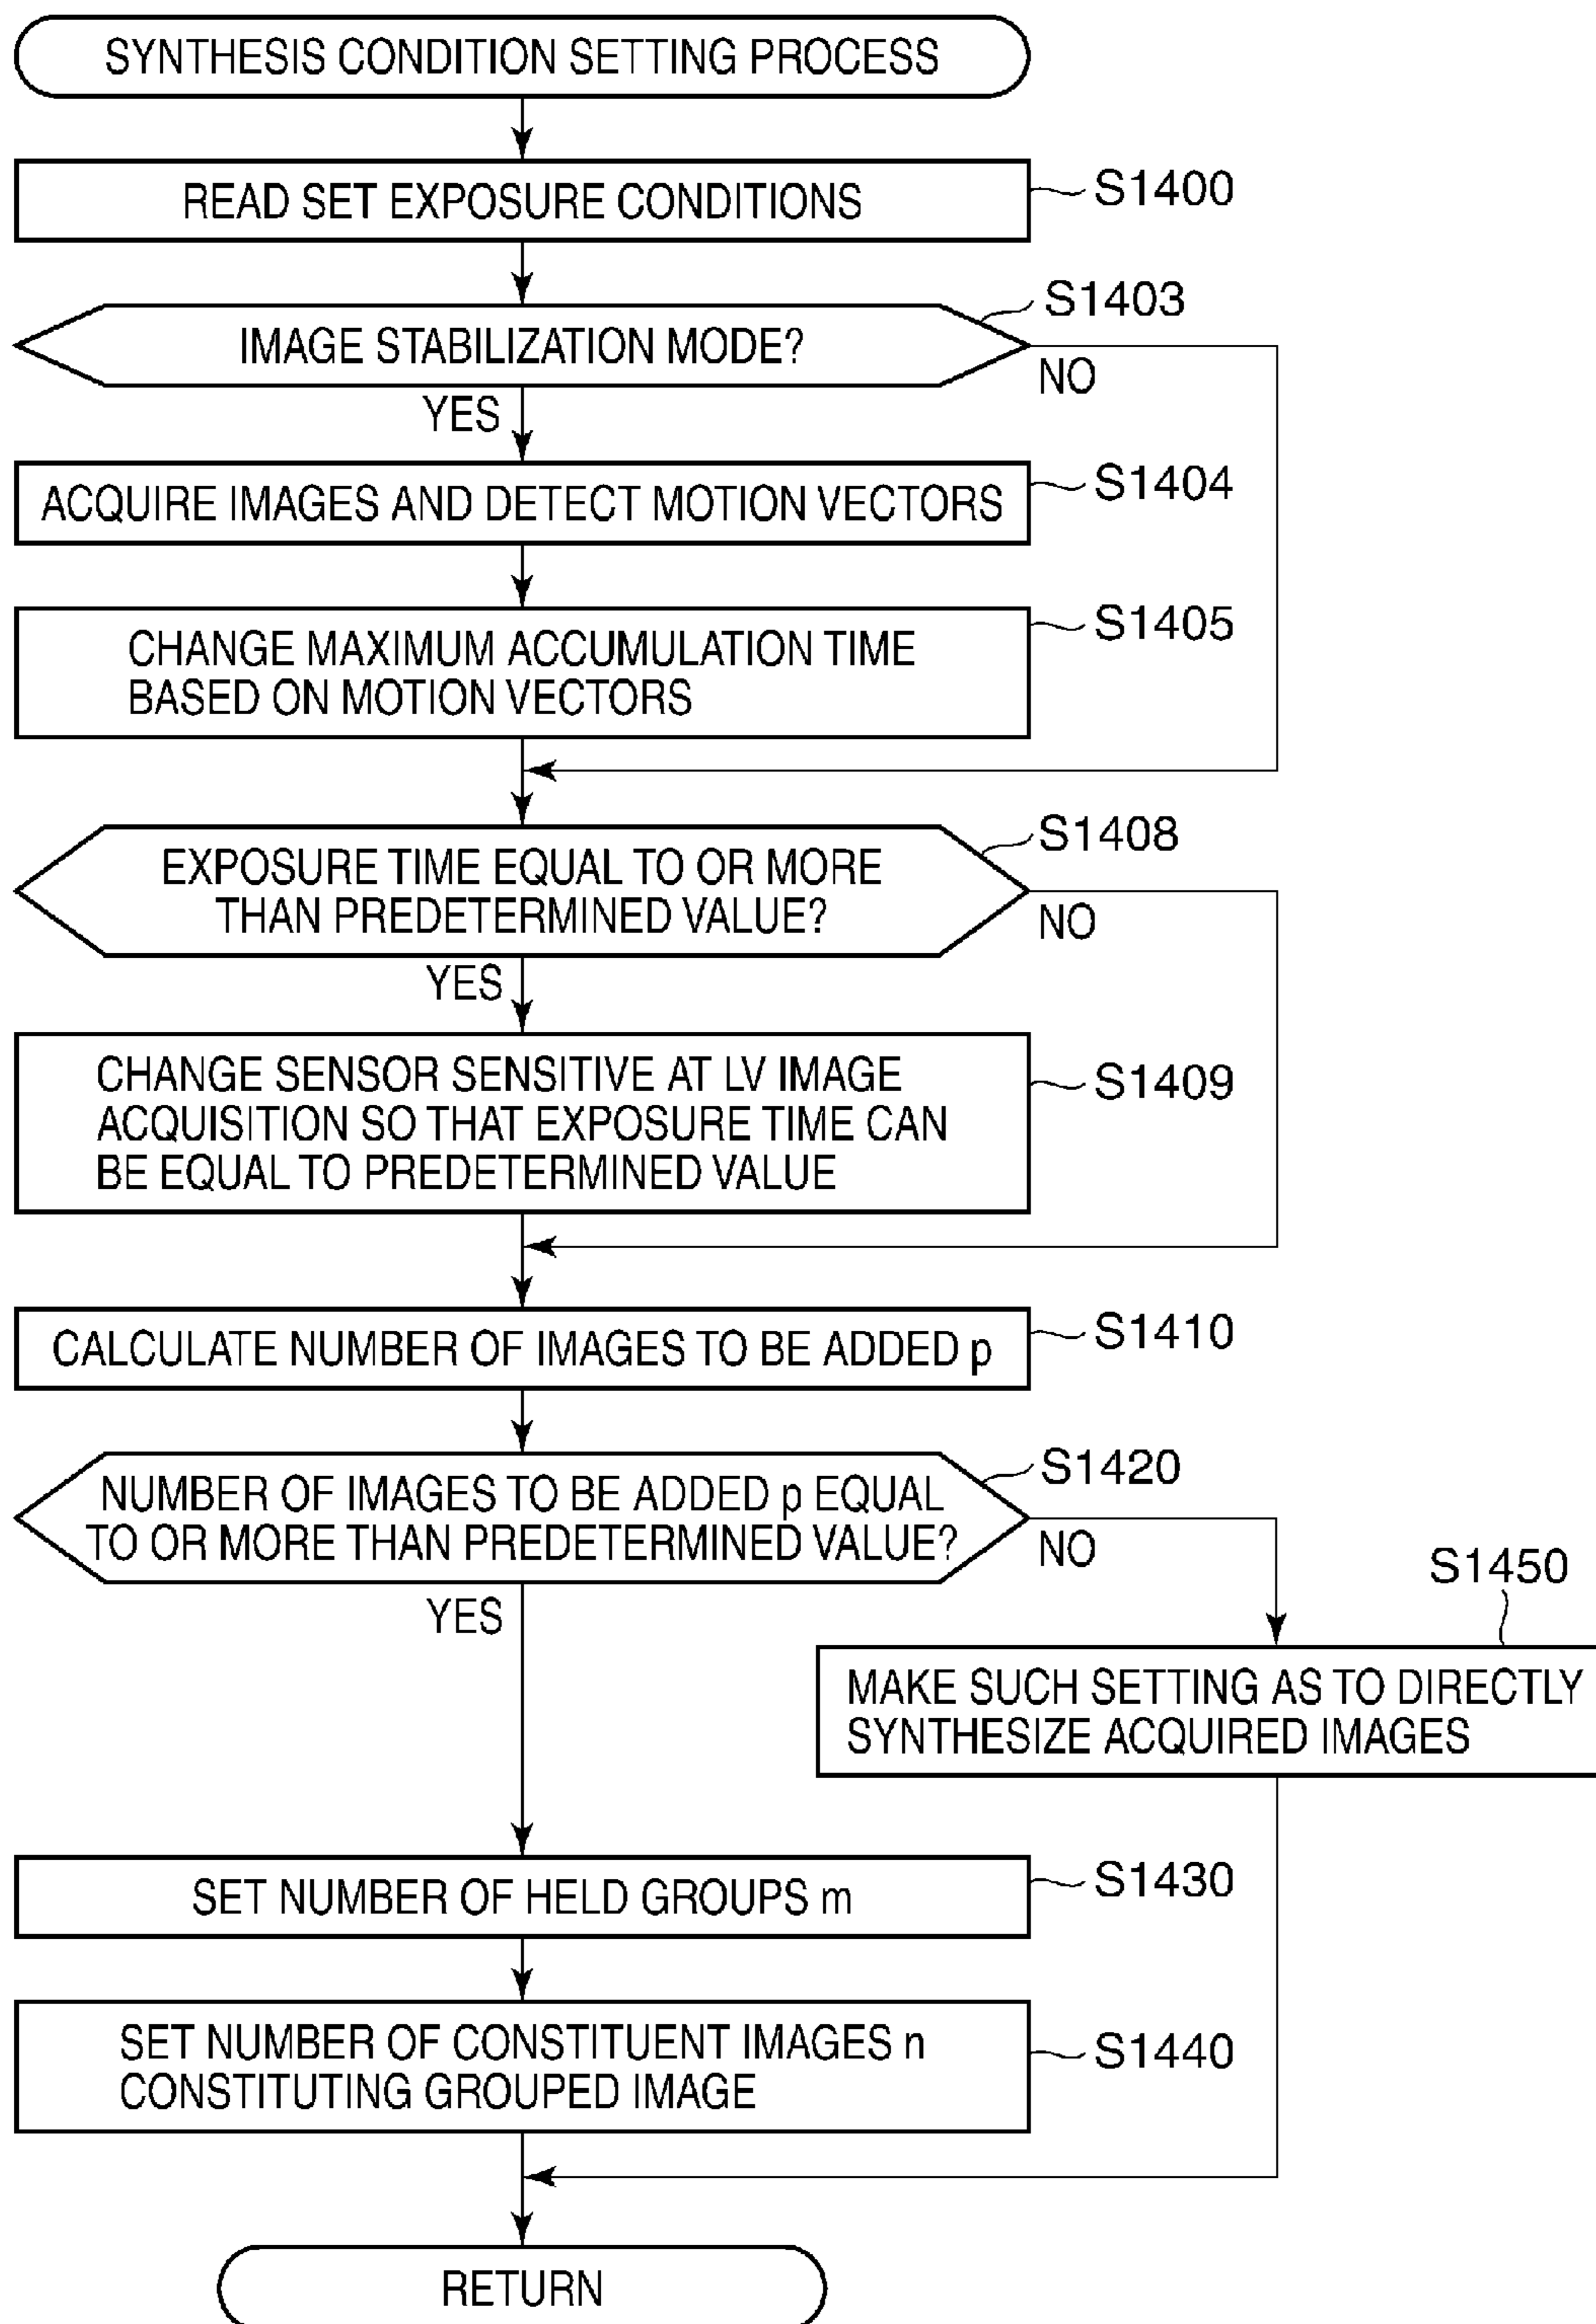 SYNTHESIS CONDITION SETTING PROCESS
READ SET EXPOSURE CONDITIONS
S1400
S1403
IMAGE STABILIZATION MODE?
NO
YES
ACQUIRE IMAGES AND DETECT MOTION VECTORS
S1404
CHANGE MAXIMUM ACCUMULATION TIME
BASED ON MOTION VECTORS
S1405
S1408
EXPOSURE TIME EQUAL TO OR MORE
THAN PREDETERMINED VALUE?
NO
YES
CHANGE SENSOR SENSITIVE AT LV IMAGE
ACQUISITION SO THAT EXPOSURE TIME CAN
BE EQUAL TO PREDETERMINED VALUE
S1409
CALCULATE NUMBER OF IMAGES TO BE ADDED p
S1410
S1420
NUMBER OF IMAGES TO BE ADDED p EQUAL
TO OR MORE THAN PREDETERMINED VALUE?
NO
YES
S1450
MAKE SUCH SETTING AS TO DIRECTLY
SYNTHESIZE ACQUIRED IMAGES
SET NUMBER OF HELD GROUPS m
S1430
SET NUMBER OF CONSTITUENT IMAGES n
CONSTITUTING GROUPED IMAGE
S1440
RETURN